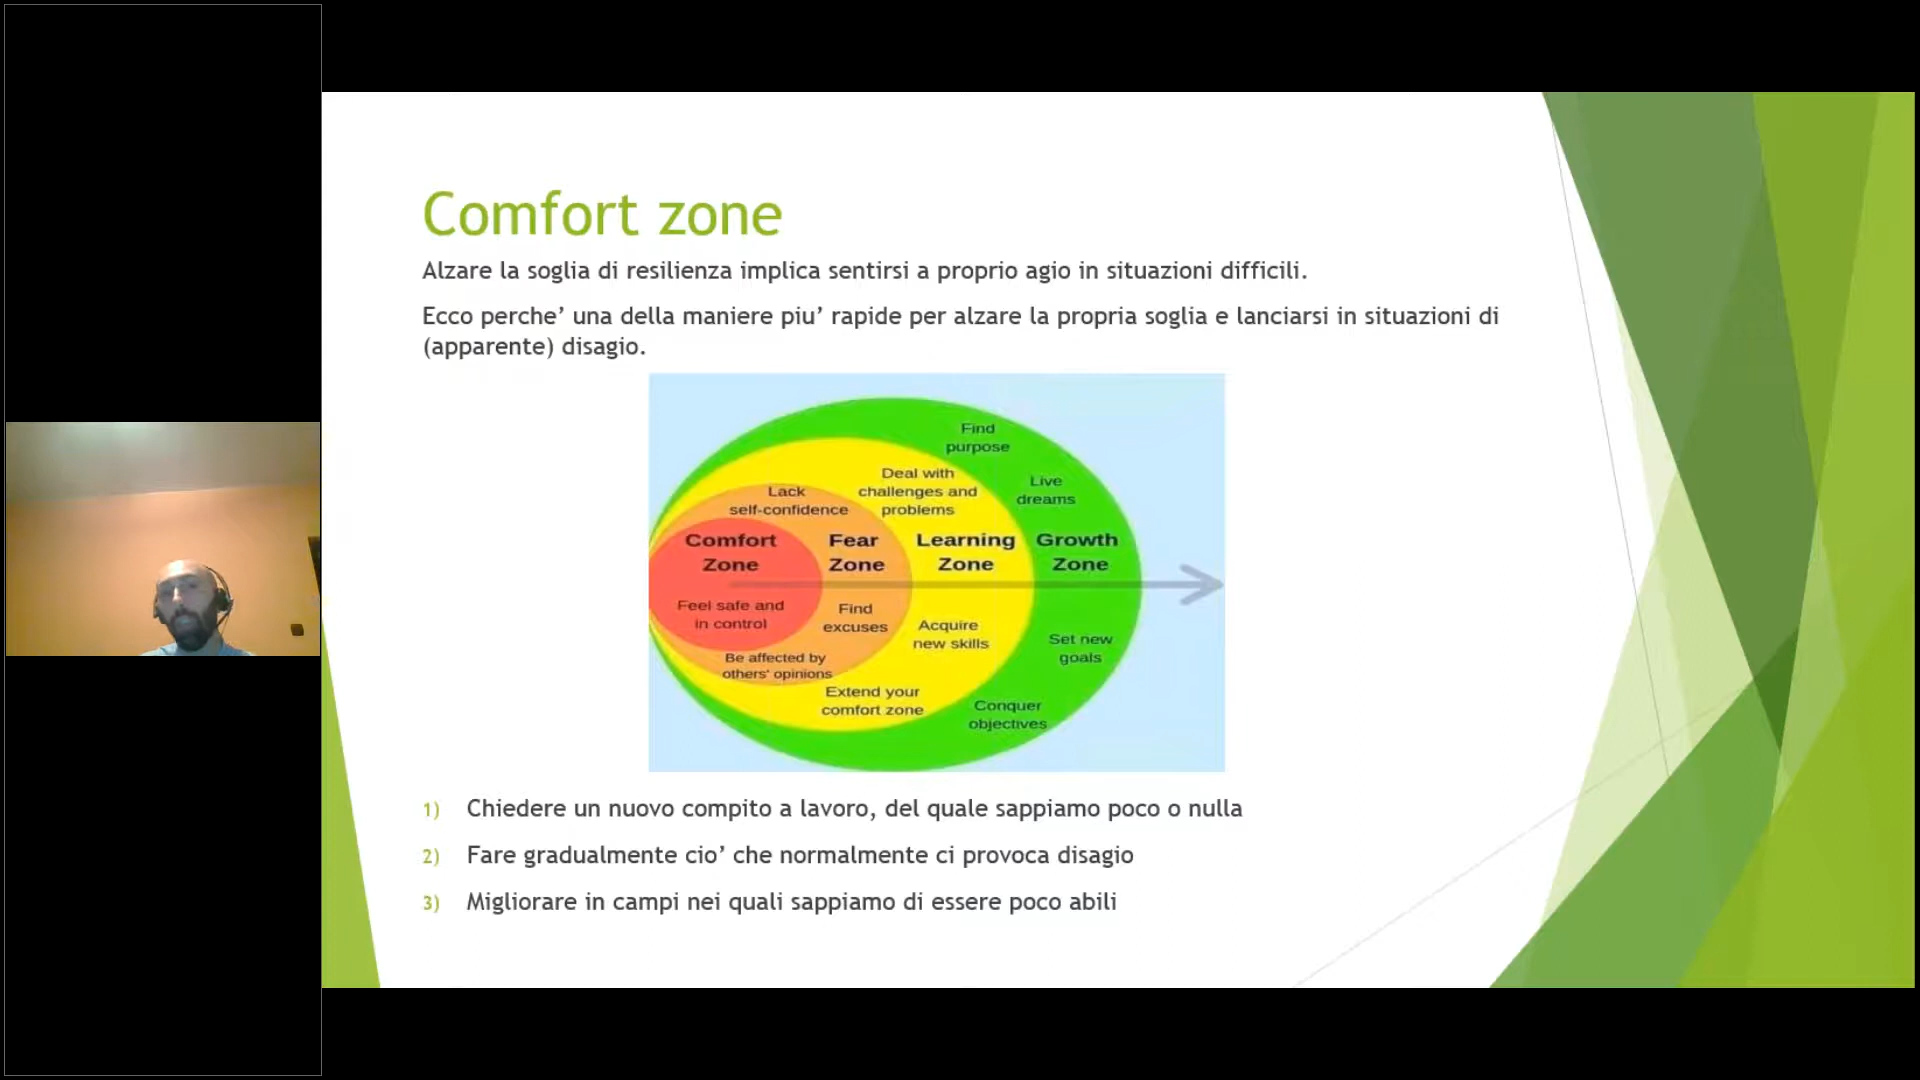 Comfort zone
Alzare la soglia di resilienza implica sentirsi a proprio agio in situazioni difficili.
Ecco perche’ una della maniere piu’ rapide per alzare la propria soglia e lanciarsi in situazioni di
(apparente) disagio.
Find
purpose
Live
dreams
Deal with
challenges and
problems
Lack
self-confidence
Comfort
Zone
Fear
Zone
Learning
Zone
Growth
Zone
Feel safe and
in control
Find
excuses
Acquire
new skills
Set new
goals
Be affected by
others' opinions
Extend your
comfort zone
Conquer
objectives
1) Chiedere un nuovo compito a lavoro, del quale sappiamo poco o nulla
2) Fare gradualmente cio’ che normalmente ci provoca disagio
3) Migliorare in campi nei quali sappiamo di essere poco abili